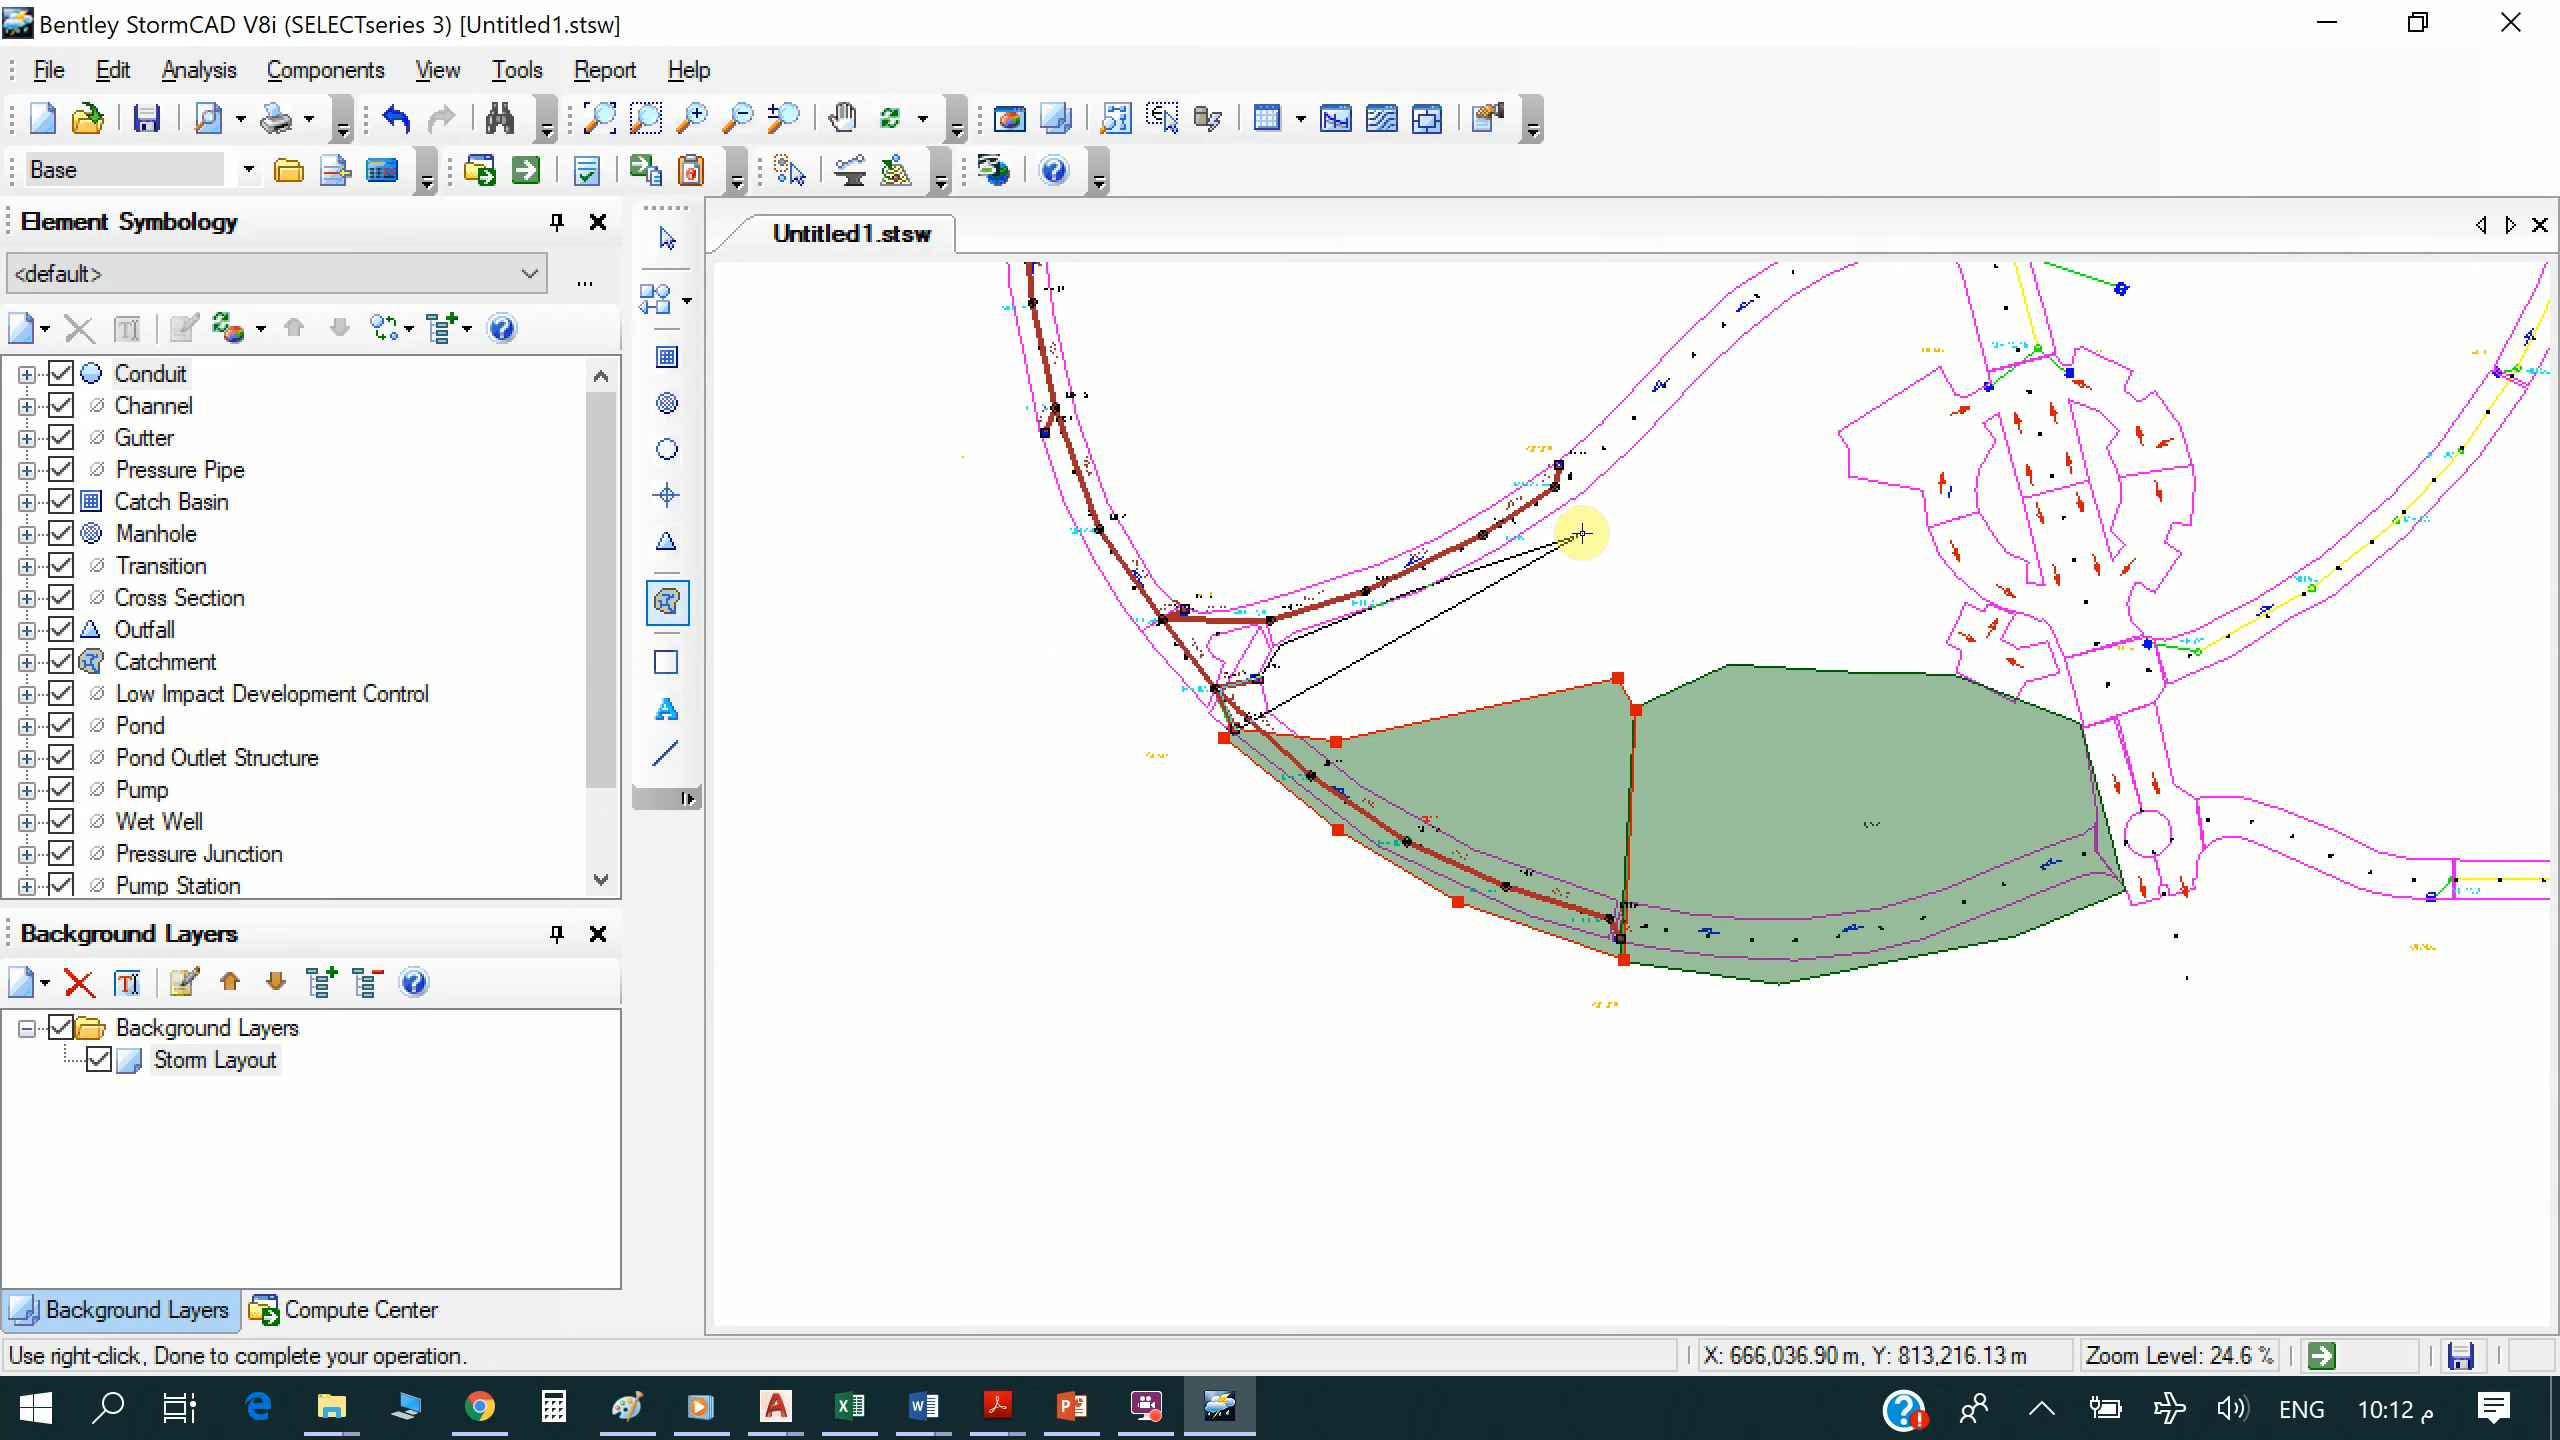 Bentley StormCAD V8i (SELECTseries 3) [Untitled1.stsw]
File Edit Analysis Components View Tools Report Help
Base
Element Symbology
Untitled1.stsw
<default>
...
Conduit
Channel
Gutter
Pressure Pipe
Catch Basin
Manhole
Transition
Cross Section
Outfall
Catchment
Low Impact Development Control
Pond
Pond Outlet Structure
Pump
Wet Well
Pressure Junction
Pump Station
Background Layers
Background Layers
Storm Layout
Background Layers Compute Center
Use right-click, Done to complete your operation.
X: 666,036.90 m, Y: 813,216.13 m
Zoom Level: 24.6 %
ENG
10:12 م